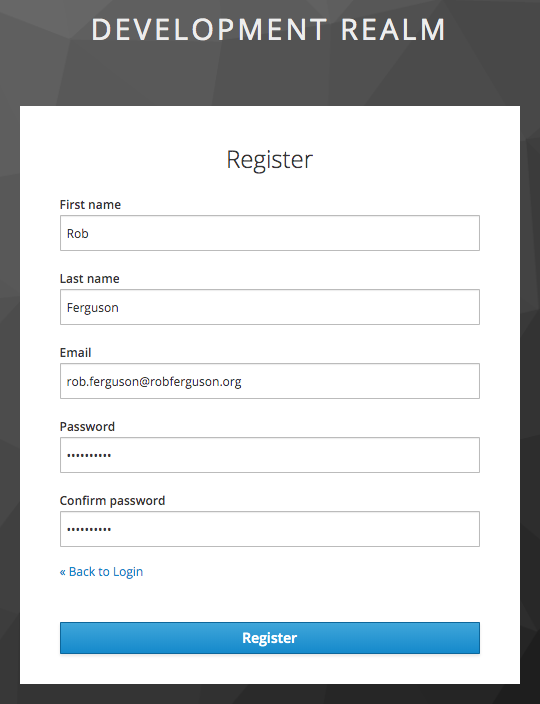 DEVELOPMENT REALM
Register
First name
Rob
Last name
Ferguson
Email
rob.ferguson@robferguson.org
Password
••••••••••
Confirm password
••••••••••
« Back to Login
Register